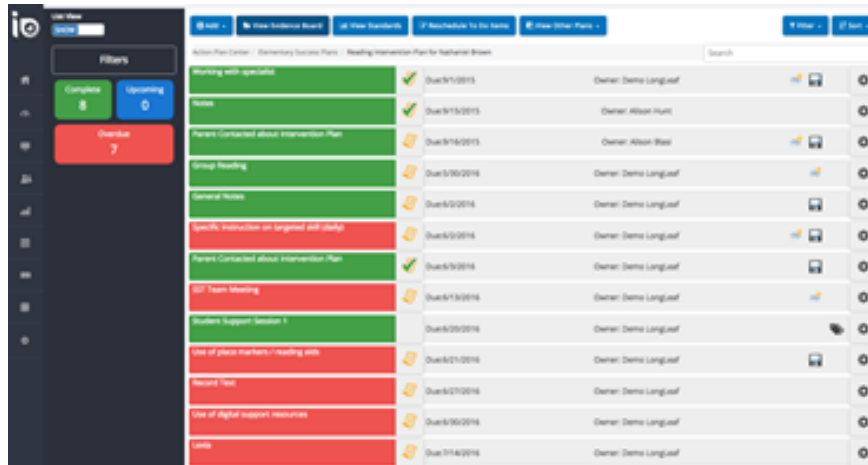 iO
List View
SHOW
Add
View Evidence Board
View Standards
Reschedule To Do Items
View Other Plans
Filter
Sort
Filters
Action Plan Center / Elementary Success Plans / Reading Intervention Plan for Nathaniel Brown
Search
Complete
8
Upcoming
0
Overdue
7
Working with specialist
Due:9/1/2015
Owner: Demo LongLeaf
Notes
Due:9/15/2015
Owner: Alison Hunt
Parent Contacted about Intervention Plan
Due:9/16/2015
Owner: Alison Blasi
Group Reading
Due:5/30/2016
Owner: Demo LongLeaf
General Notes
Due:6/2/2016
Owner: Demo LongLeaf
Specific instruction on targeted skill (daily)
Due:6/2/2016
Owner: Demo LongLeaf
Parent Contacted about Intervention Plan
Due:6/9/2016
Owner: Demo LongLeaf
SST Team Meeting
Due:6/13/2016
Owner: Demo LongLeaf
Student Support Session 1
Due:6/20/2016
Owner: Demo LongLeaf
Use of place markers / reading aids
Due:6/21/2016
Owner: Demo LongLeaf
Record Text
Due:6/27/2016
Owner: Demo LongLeaf
Use of digital support resources
Due:6/30/2016
Owner: Demo LongLeaf
Lexia
Due:7/14/2016
Owner: Demo LongLeaf